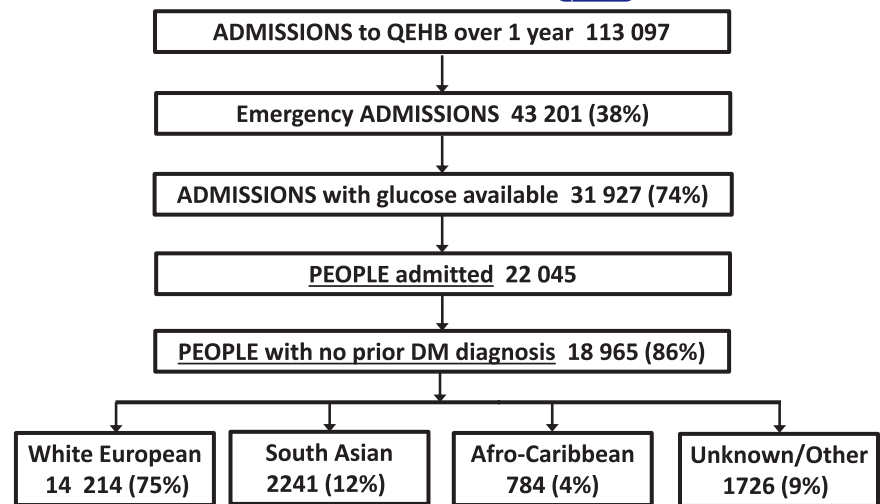 ADMISSIONS to QEHB over 1 year 113 097
Emergency ADMISSIONS 43 201 (38%)
ADMISSIONS with glucose available 31 927 (74%)
PEOPLE admitted 22 045
PEOPLE with no prior DM diagnosis 18 965 (86%)
White European
14 214 (75%)
South Asian
2241 (12%)
Afro-Caribbean
784 (4%)
Unknown/Other
1726 (9%)